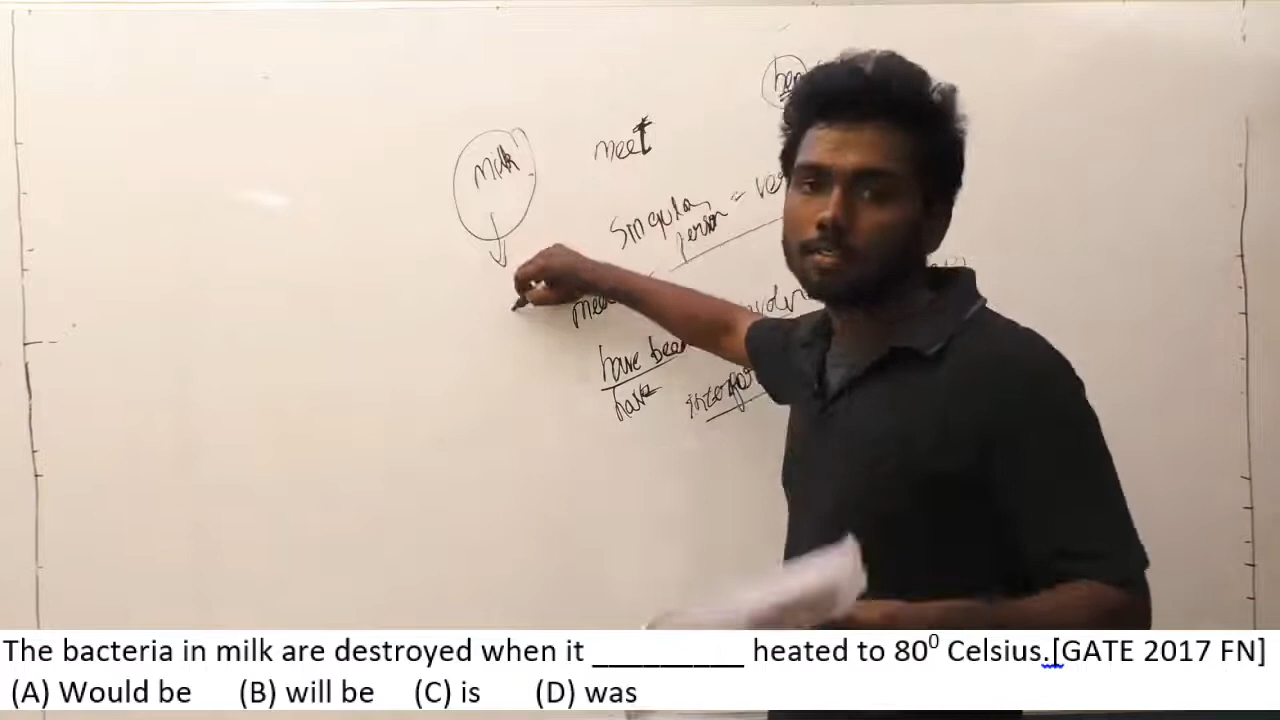 milk
meet
Singular
person
have been
have
The bacteria in milk are destroyed when it _________ heated to 80⁰ Celsius.[GATE 2017 FN]
(A) Would be (B) will be (C) is (D) was